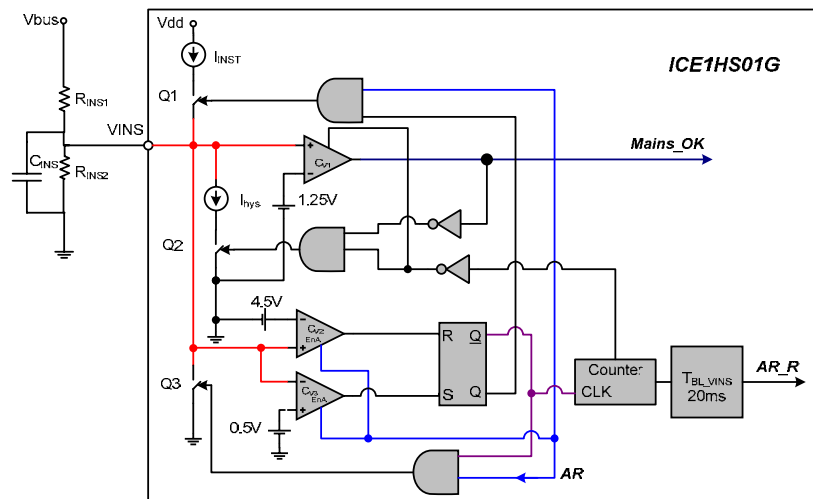 Vbus
Vdd
I_INST
ICE1HS01G
Q1
R_INS1
VINS
Mains_OK
C_INS
R_INS2
+
C_V1
-
I_hys
1.25V
Q2
4.5V
-
C_V2
EnA
+
R
Q
Counter
CLK
T_BL_VINS
20ms
AR_R
Q3
-
C_V3
EnA
+
S
Q
0.5V
AR